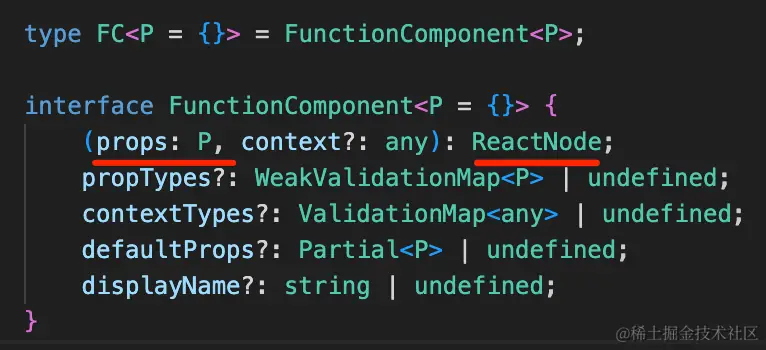 type FC<P = {}> = FunctionComponent<P>;
interface FunctionComponent<P = {}> {
(props: P, context?: any): ReactNode;
propTypes?: WeakValidationMap<P> | undefined;
contextTypes?: ValidationMap<any> | undefined;
defaultProps?: Partial<P> | undefined;
displayName?: string | undefined;
}
@稀土掘金技术社区